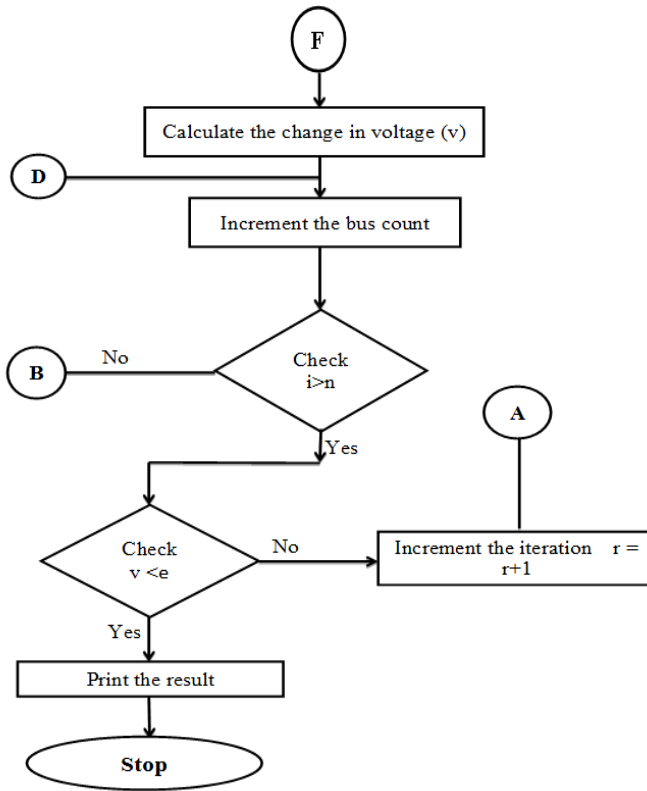 F
Calculate the change in voltage (v)
D
Increment the bus count
No
B
Check
i>n
A
Yes
Check
v <e
No
Increment the iteration r =
r+1
Yes
Print the result
Stop